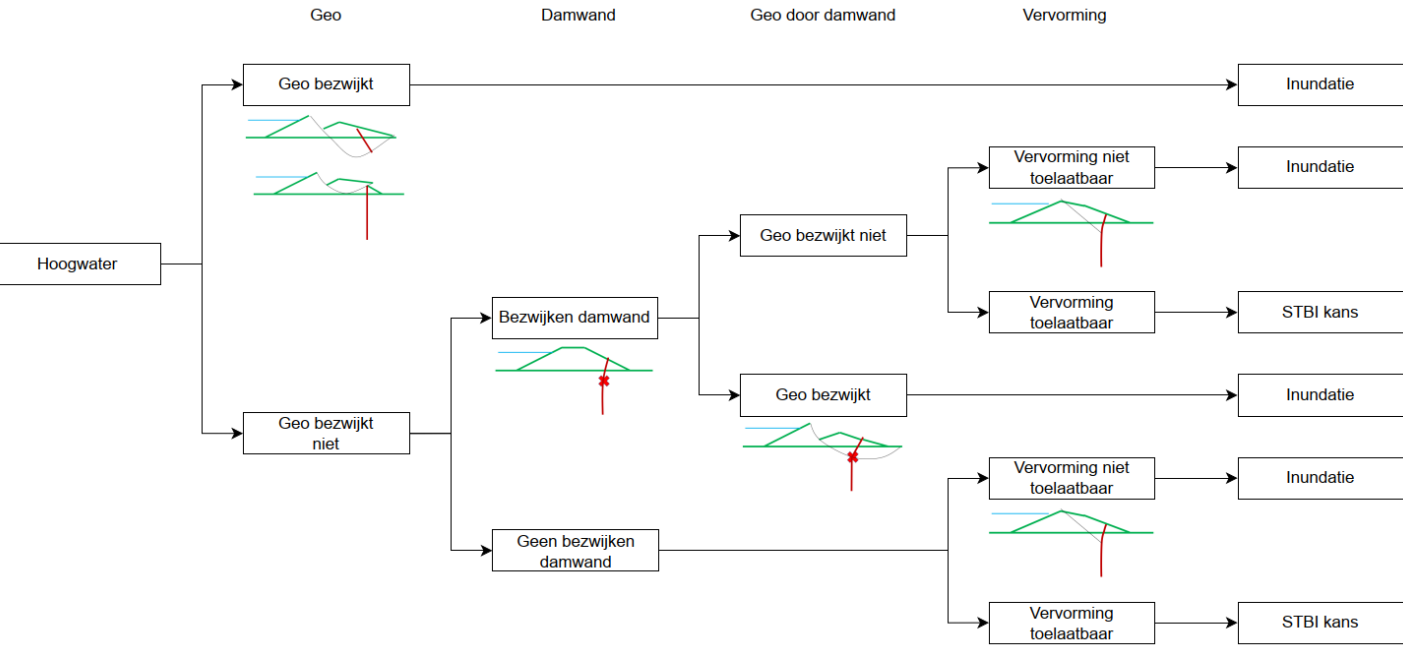 Geo
Damwand
Geo door damwand
Vervorming
Geo bezwijkt
Inundatie
Vervorming niet
toelaatbaar
Inundatie
Geo bezwijkt niet
Hoogwater
Bezwijken damwand
Vervorming
toelaatbaar
STBI kans
Geo bezwijkt
Inundatie
Geo bezwijkt
niet
Vervorming niet
toelaatbaar
Inundatie
Geen bezwijken
damwand
Vervorming
toelaatbaar
STBI kans